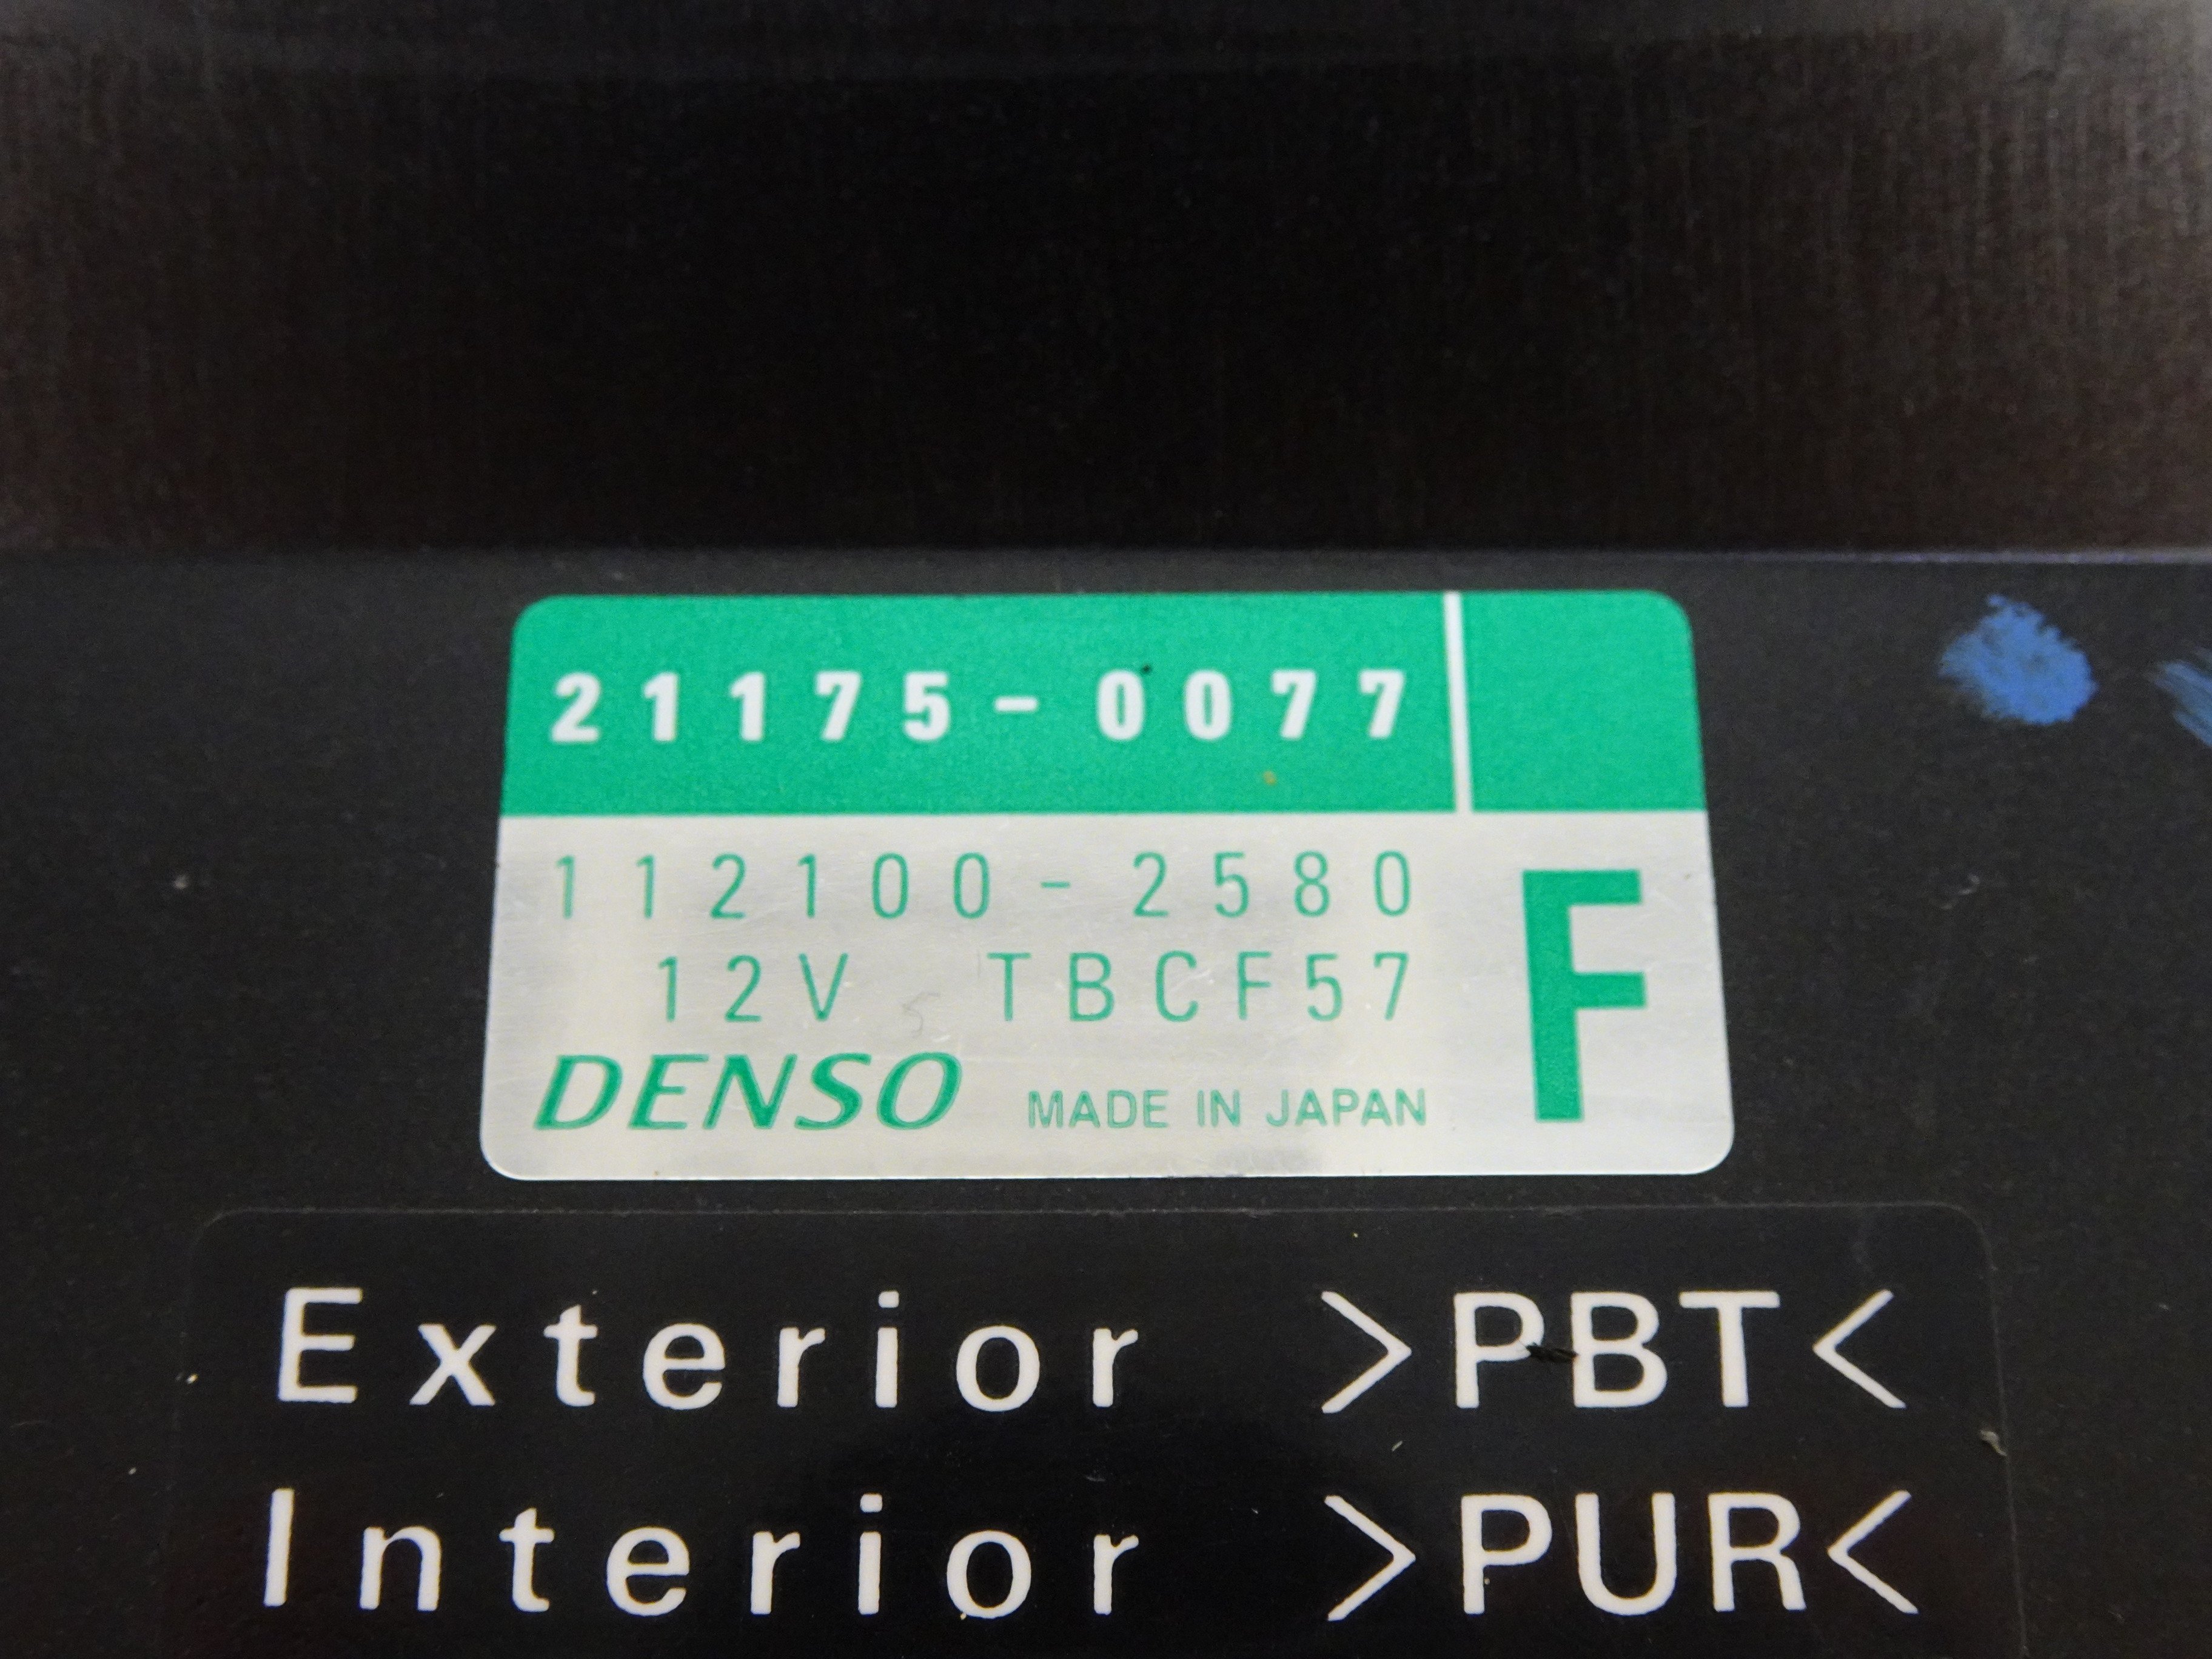 21175-0077
112100-2580
12V TBCF57
F
DENSO MADE IN JAPAN
Exterior >PBT<
Interior >PUR<